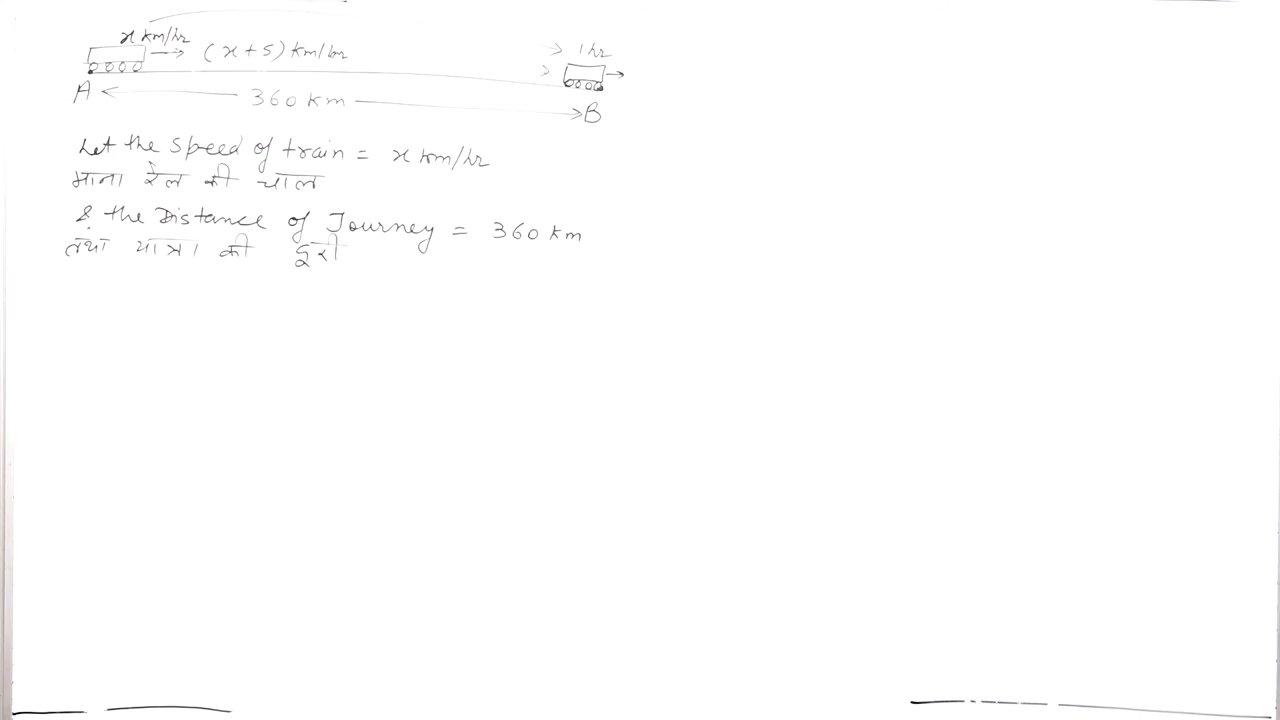 x km/hr
(x+5) km/hr 1 hr
A 360 km B
Let the speed of train = x km/hr
माना रेल की चाल
& the Distance of Journey = 360 km
तथा यात्रा की दुरी